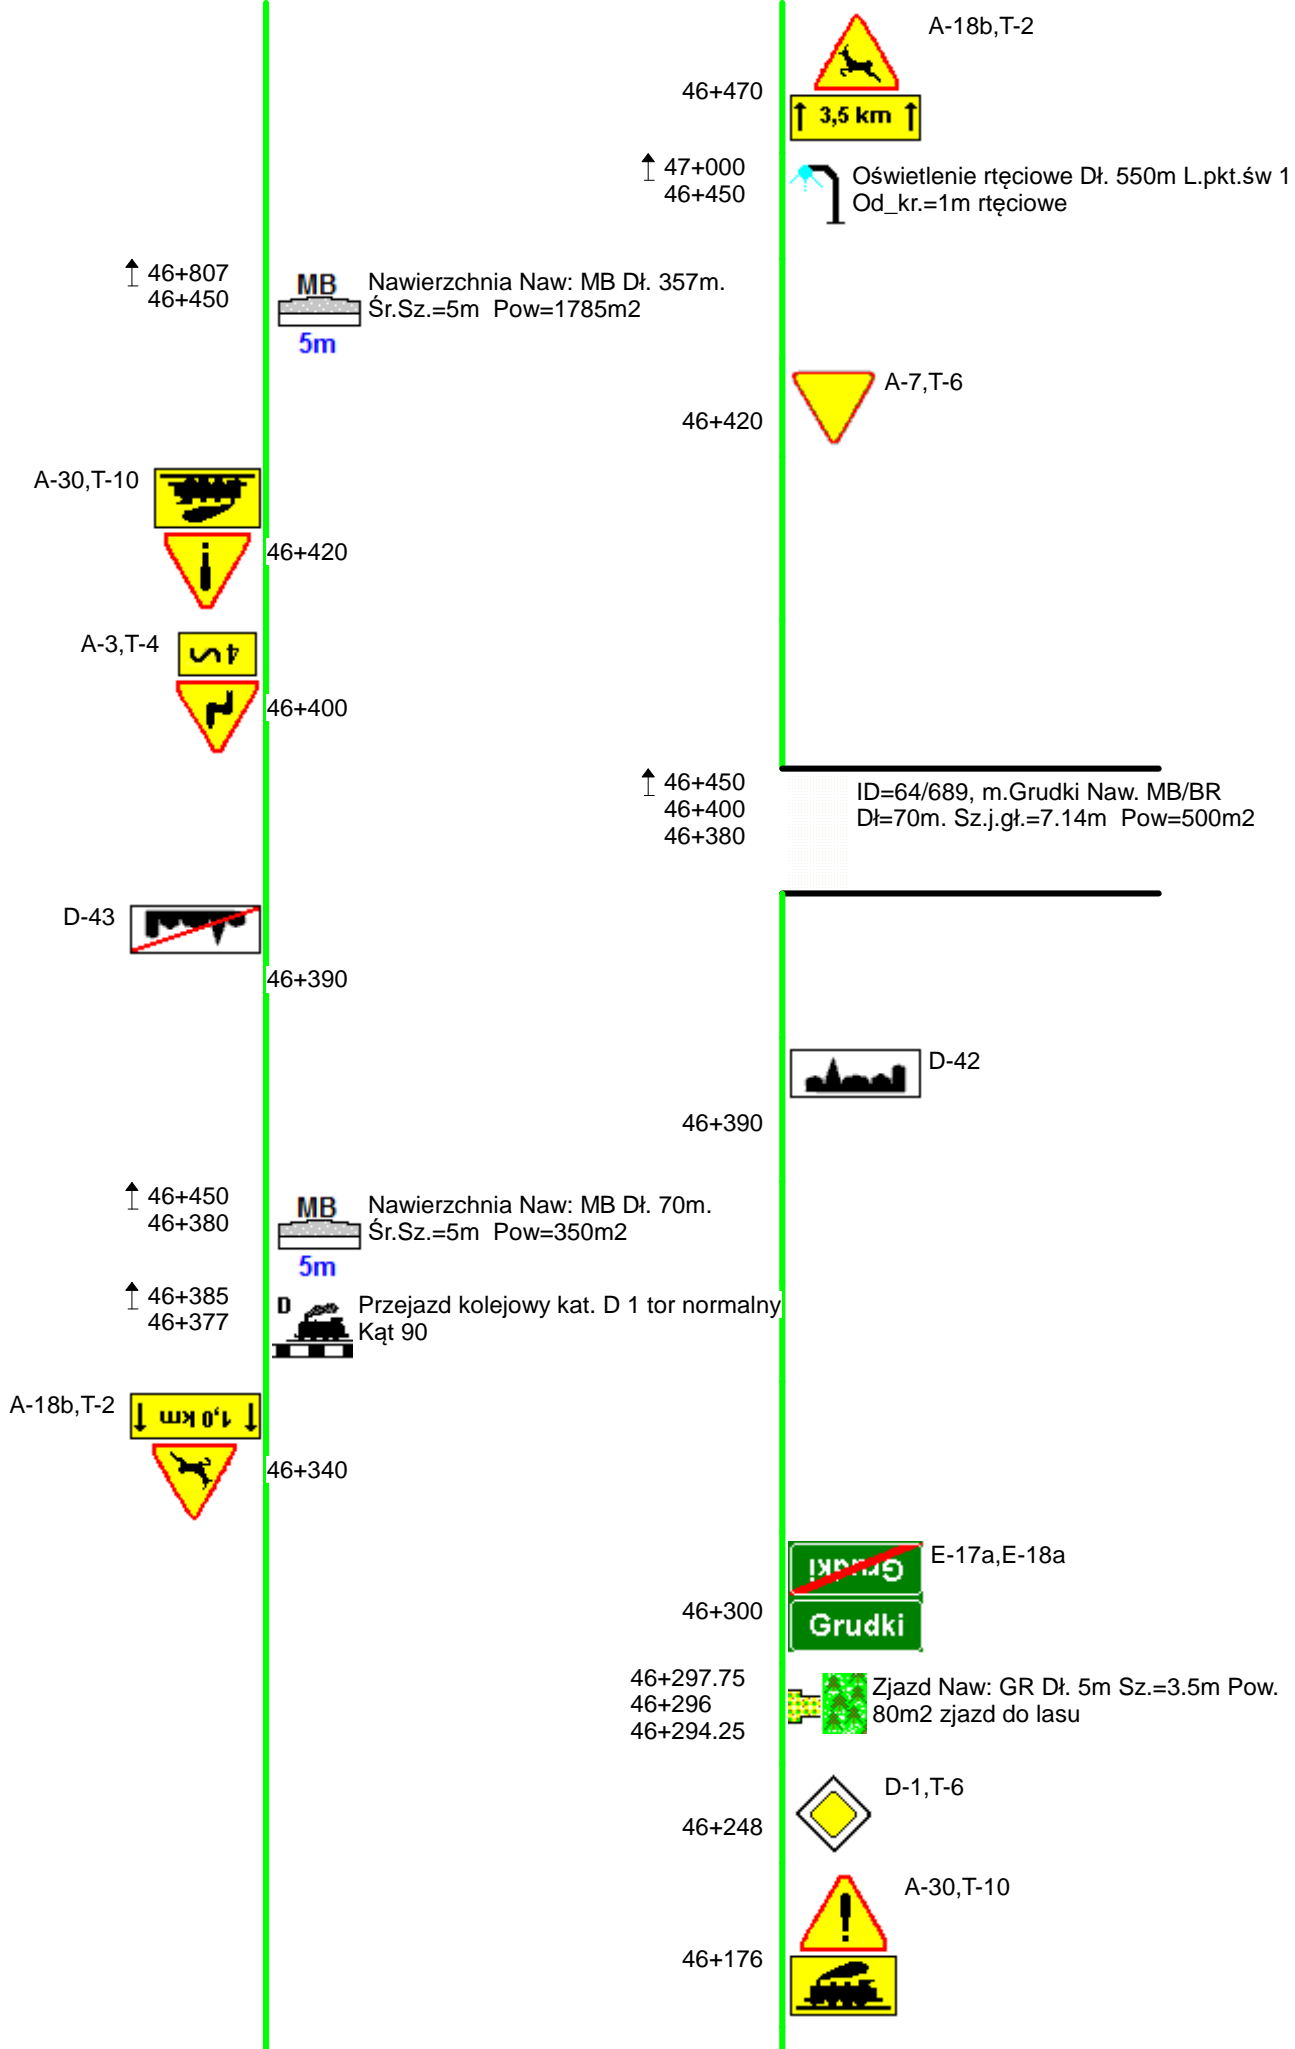 A-18b,T-2
46+470
3,5 km
47+000
46+450
Oświetlenie rtęciowe Dł. 550m L.pkt.św 1
Od_kr.=1m rtęciowe
46+807
46+450
MB
5m
Nawierzchnia Naw: MB Dł. 357m.
Śr.Sz.=5m Pow=1785m2
A-7,T-6
46+420
A-30,T-10
46+420
A-3,T-4
4
46+400
46+450
46+400
46+380
ID=64/689, m.Grudki Naw. MB/BR
Dł=70m. Sz.j.gł.=7.14m Pow=500m2
D-43
46+390
D-42
46+390
46+450
46+380
MB
5m
Nawierzchnia Naw: MB Dł. 70m.
Śr.Sz.=5m Pow=350m2
46+385
46+377
D
Przejazd kolejowy kat. D 1 tor normalny
Kąt 90
A-18b,T-2
1,0 km
46+340
Grudki
E-17a,E-18a
46+300
Grudki
46+297.75
46+296
46+294.25
Zjazd Naw: GR Dł. 5m Sz.=3.5m Pow.
80m2 zjazd do lasu
D-1,T-6
46+248
A-30,T-10
46+176